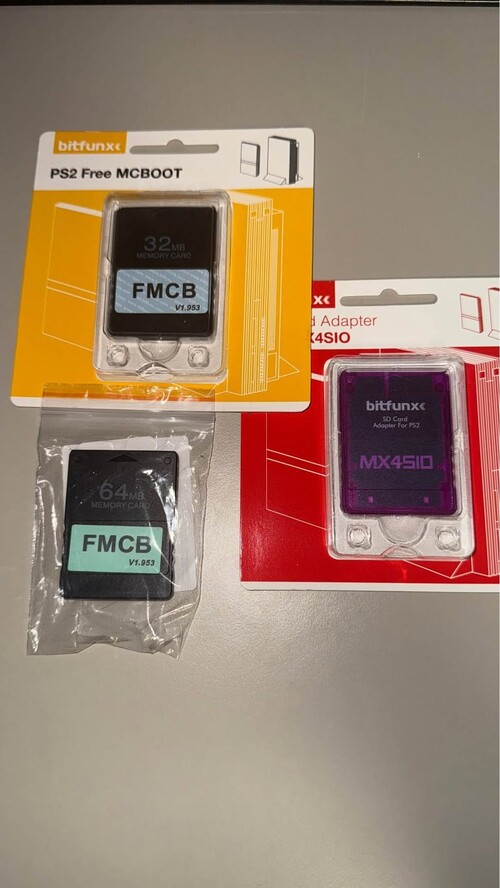 bitfunx
PS2 Free MCBOOT
32MB
MEMORY CARD
FMCB
V1.953
x
d Adapter
X4SIO
bitfunx
SD Card
Adapter For PS2
MX4SIO
64MB
MEMORY CARD
FMCB
V1.953